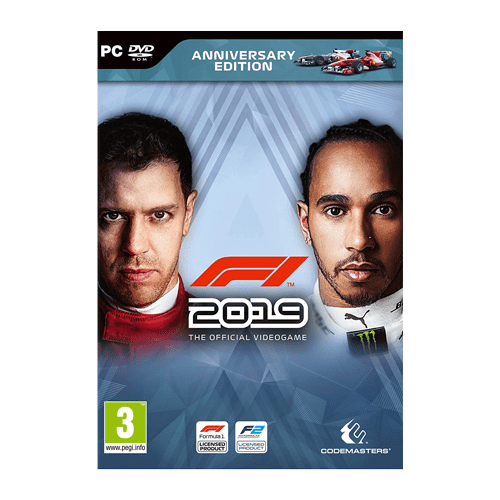 PC DVD
ROM
ANNIVERSARY
EDITION
F1™
2019
THE OFFICIAL VIDEOGAME
3
www.pegi.info
F1
Formula 1
LICENSED
PRODUCT
F2
LICENSED
PRODUCT
CODEMASTERS®